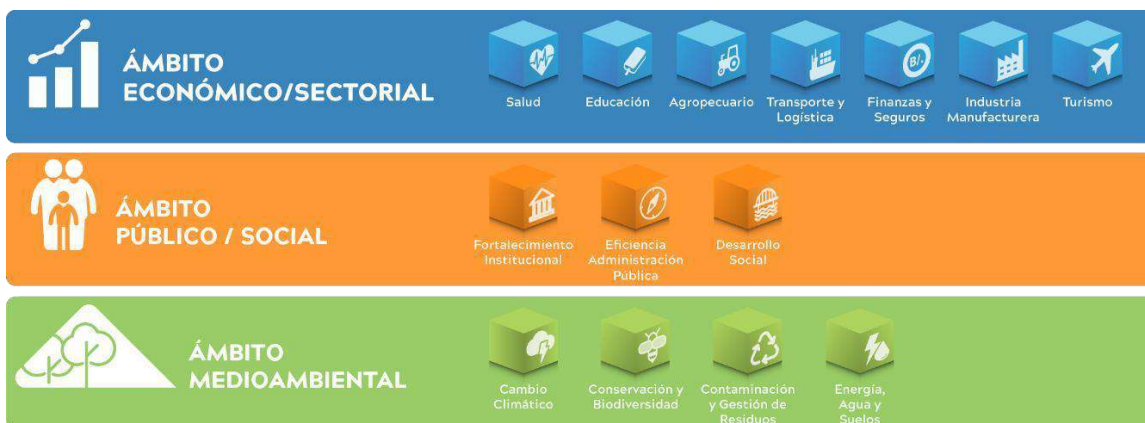 ÁMBITO
ECONÓMICO/SECTORIAL
Salud
Educación
Agropecuario
Transporte y
Logística
B/.
Finanzas y
Seguros
Industria
Manufacturera
Turismo
ÁMBITO
PÚBLICO / SOCIAL
Fortalecimiento
Institucional
Eficiencia
Administración
Pública
Desarrollo
Social
ÁMBITO
MEDIOAMBIENTAL
Cambio
Climático
Conservación y
Biodiversidad
Contaminación
y Gestión de
Residuos
Energía,
Agua y
Suelos